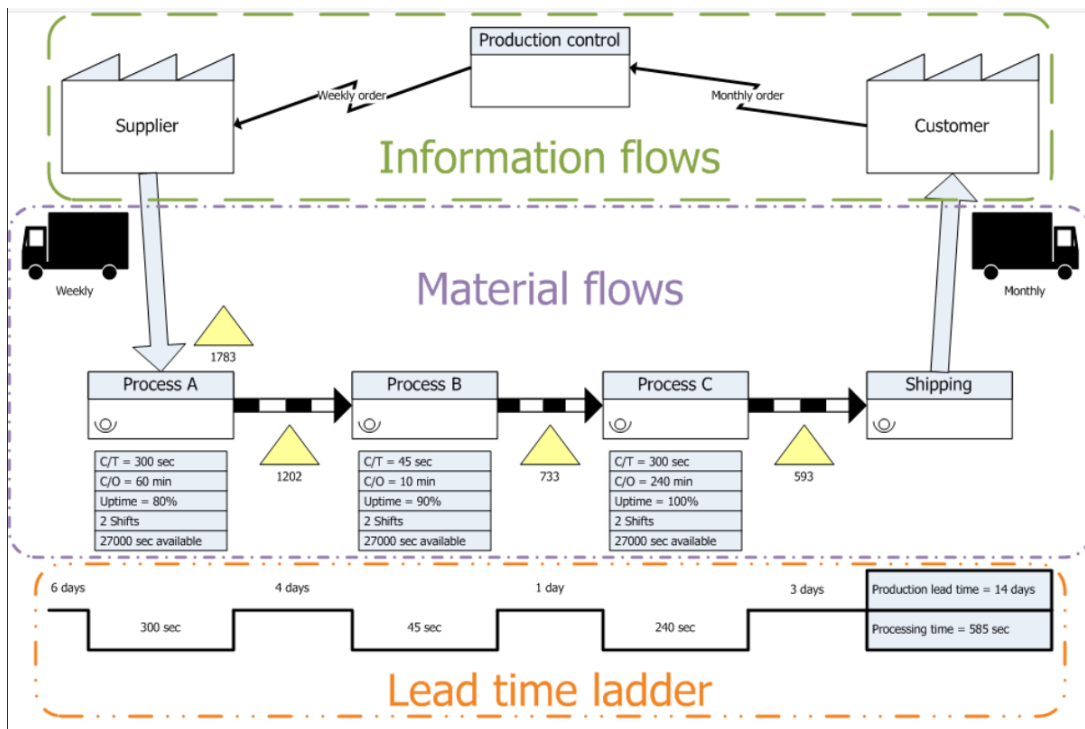 Production control
Weekly order
Monthly order
Supplier
Customer
Information flows
Weekly
Material flows
Monthly
1783
Process A
Process B
Process C
Shipping
1202
733
593
C/T = 300 sec
C/O = 60 min
Uptime = 80%
2 Shifts
27000 sec available
C/T = 45 sec
C/O = 10 min
Uptime = 90%
2 Shifts
27000 sec available
C/T = 300 sec
C/O = 240 min
Uptime = 100%
2 Shifts
27000 sec available
6 days
4 days
1 day
3 days
Production lead time = 14 days
300 sec
45 sec
240 sec
Processing time = 585 sec
Lead time ladder